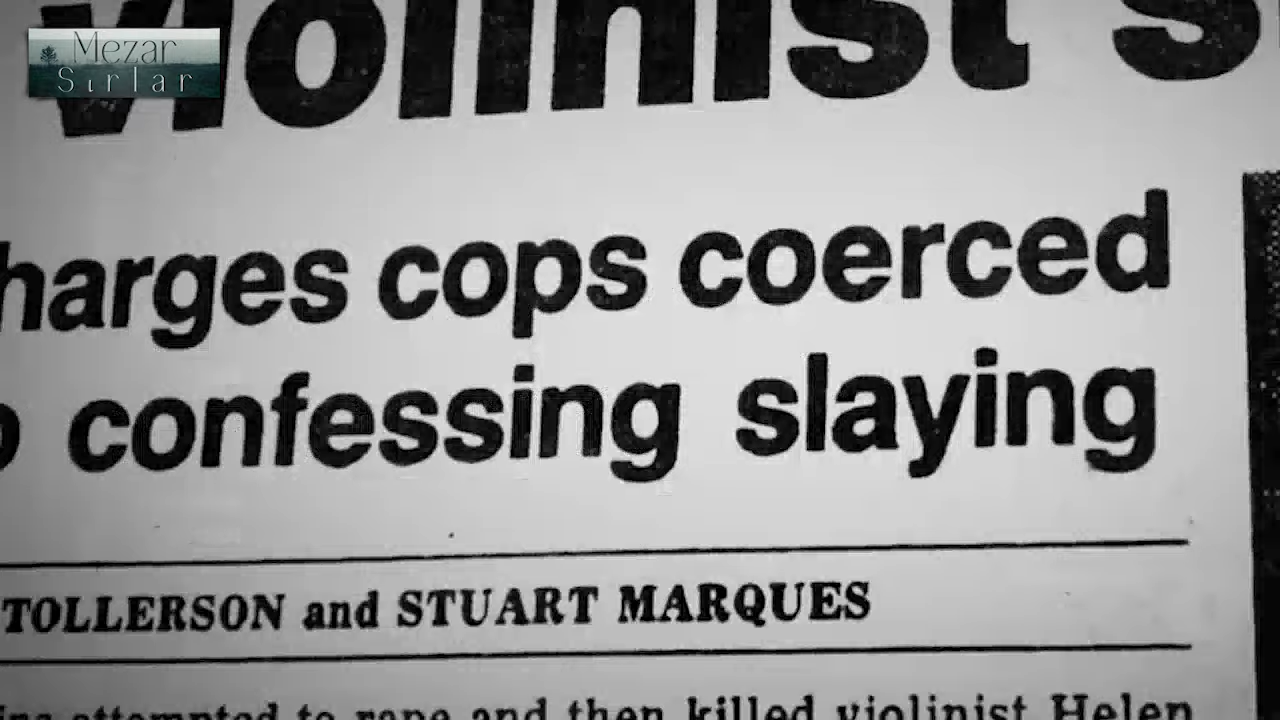 Mezar
Sırlar
violinist s
harges cops coerced
confessing slaying
TOLLERSON and STUART MARQUES
attempted to rape and then killed violinist Helen